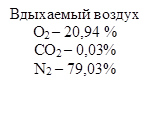 Вдыхаемый воздух
O2 – 20,94 %
CO2 – 0,03%
N2 – 79,03%